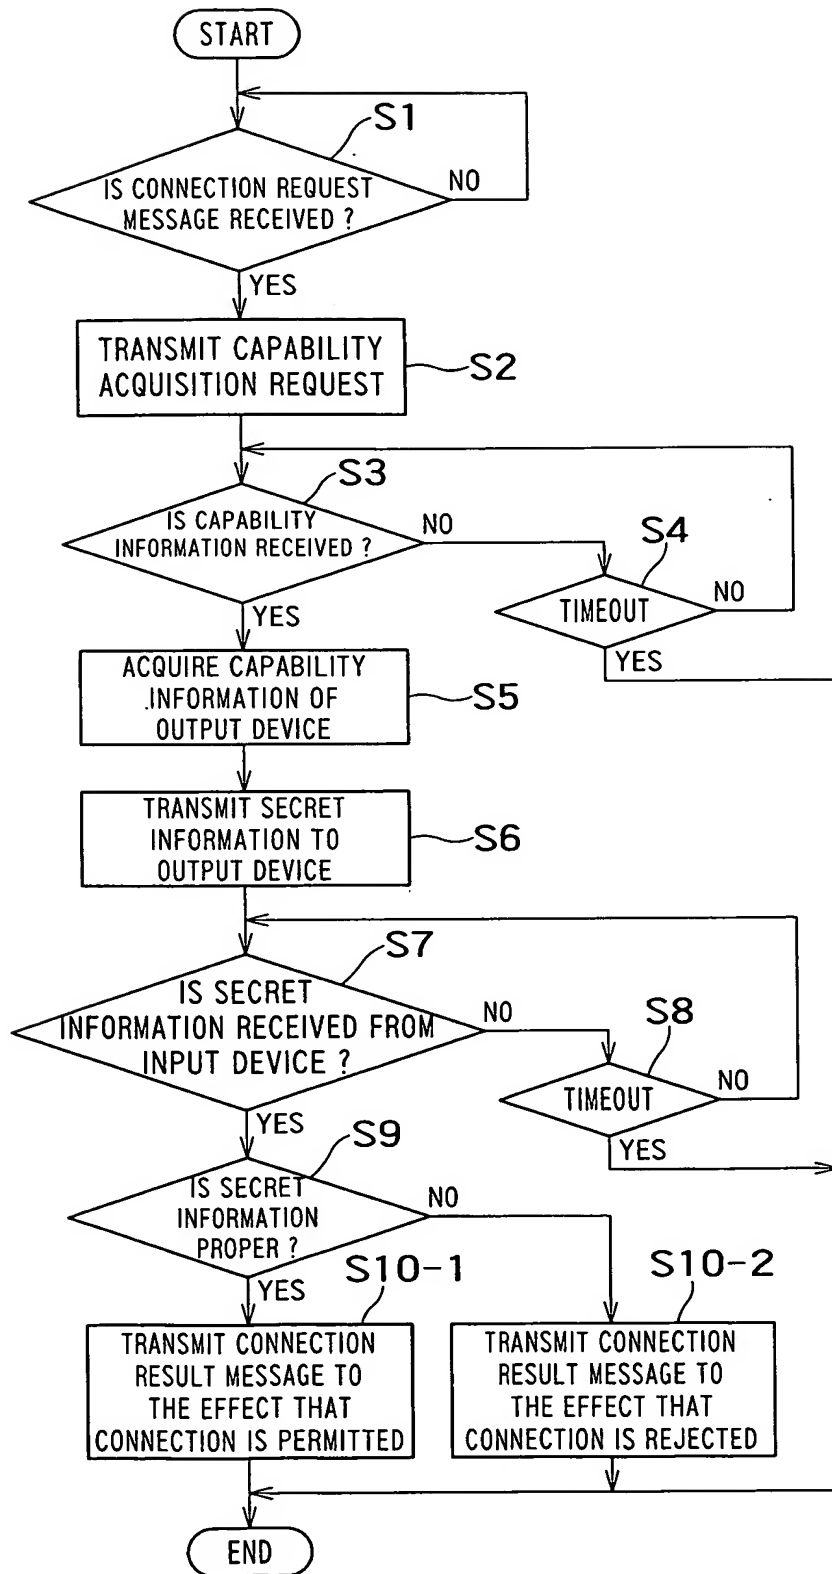 START
S1
IS CONNECTION REQUEST
MESSAGE RECEIVED ?
NO
YES
TRANSMIT CAPABILITY
ACQUISITION REQUEST
S2
S3
IS CAPABILITY
INFORMATION RECEIVED ?
NO
S4
TIMEOUT
NO
YES
YES
ACQUIRE CAPABILITY
INFORMATION OF
OUTPUT DEVICE
S5
TRANSMIT SECRET
INFORMATION TO
OUTPUT DEVICE
S6
S7
IS SECRET
INFORMATION RECEIVED FROM
INPUT DEVICE ?
NO
S8
TIMEOUT
NO
YES
YES
S9
IS SECRET
INFORMATION
PROPER ?
NO
YES
S10-1
TRANSMIT CONNECTION
RESULT MESSAGE TO
THE EFFECT THAT
CONNECTION IS PERMITTED
S10-2
TRANSMIT CONNECTION
RESULT MESSAGE TO
THE EFFECT THAT
CONNECTION IS REJECTED
END